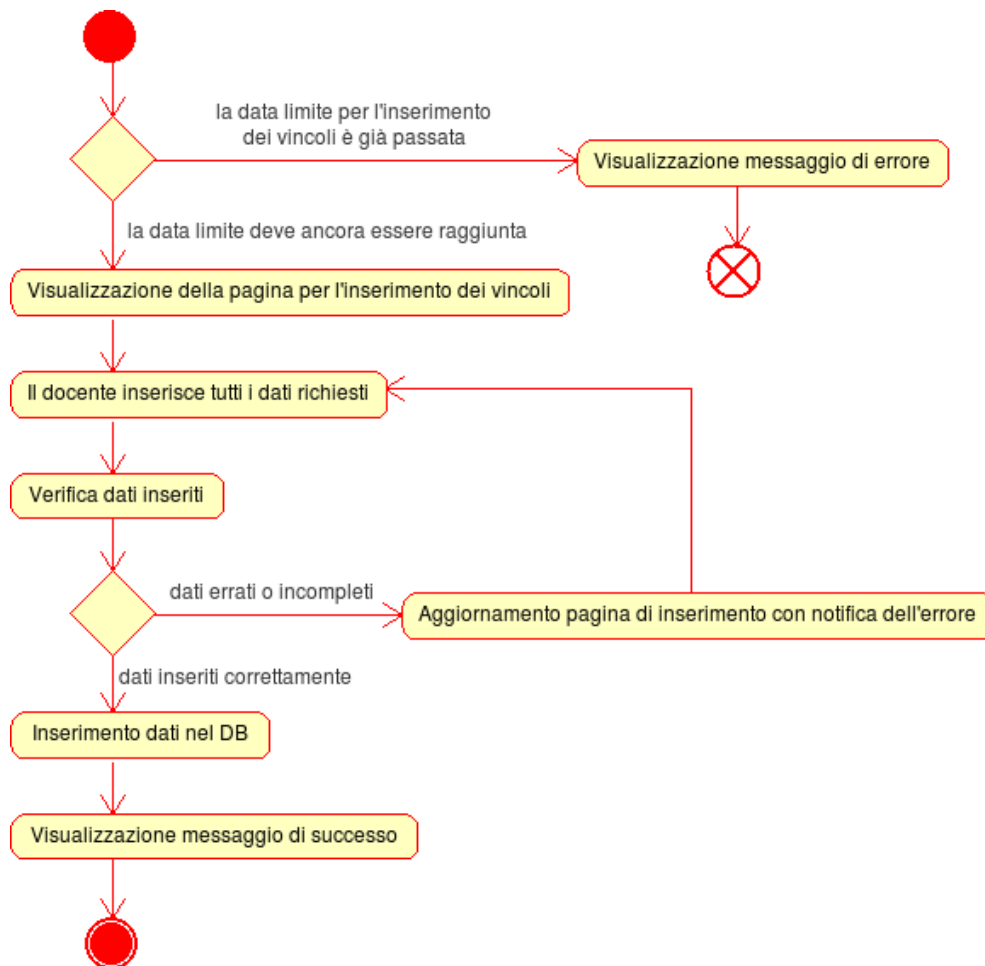 la data limite per l'inserimento
dei vincoli è già passata
Visualizzazione messaggio di errore
la data limite deve ancora essere raggiunta
Visualizzazione della pagina per l'inserimento dei vincoli
Il docente inserisce tutti i dati richiesti
Verifica dati inseriti
dati errati o incompleti
Aggiornamento pagina di inserimento con notifica dell'errore
dati inseriti correttamente
Inserimento dati nel DB
Visualizzazione messaggio di successo